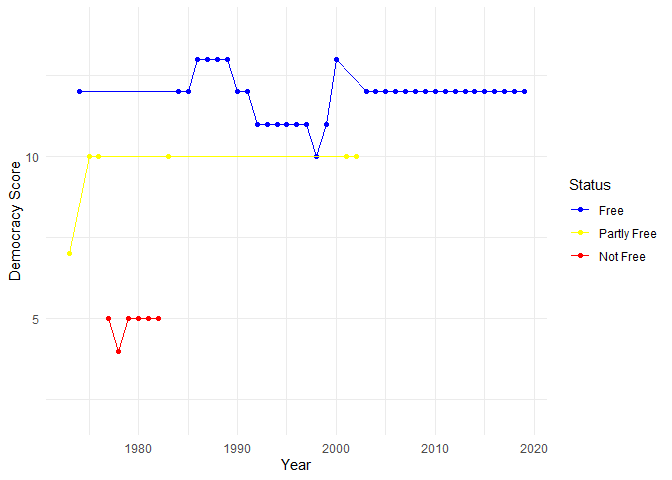 Democracy Score
10
5
1980
1990
2000
2010
2020
Year
Status
Free
Partly Free
Not Free